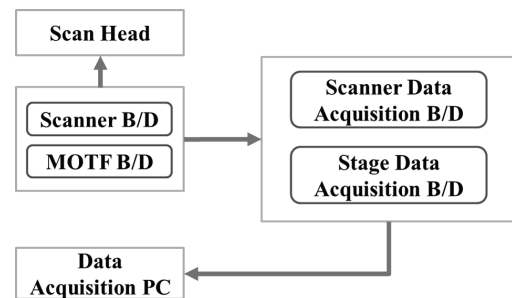 Scan Head
Scanner B/D
MOTF B/D
Scanner Data
Acquisition B/D
Stage Data
Acquisition B/D
Data
Acquisition PC